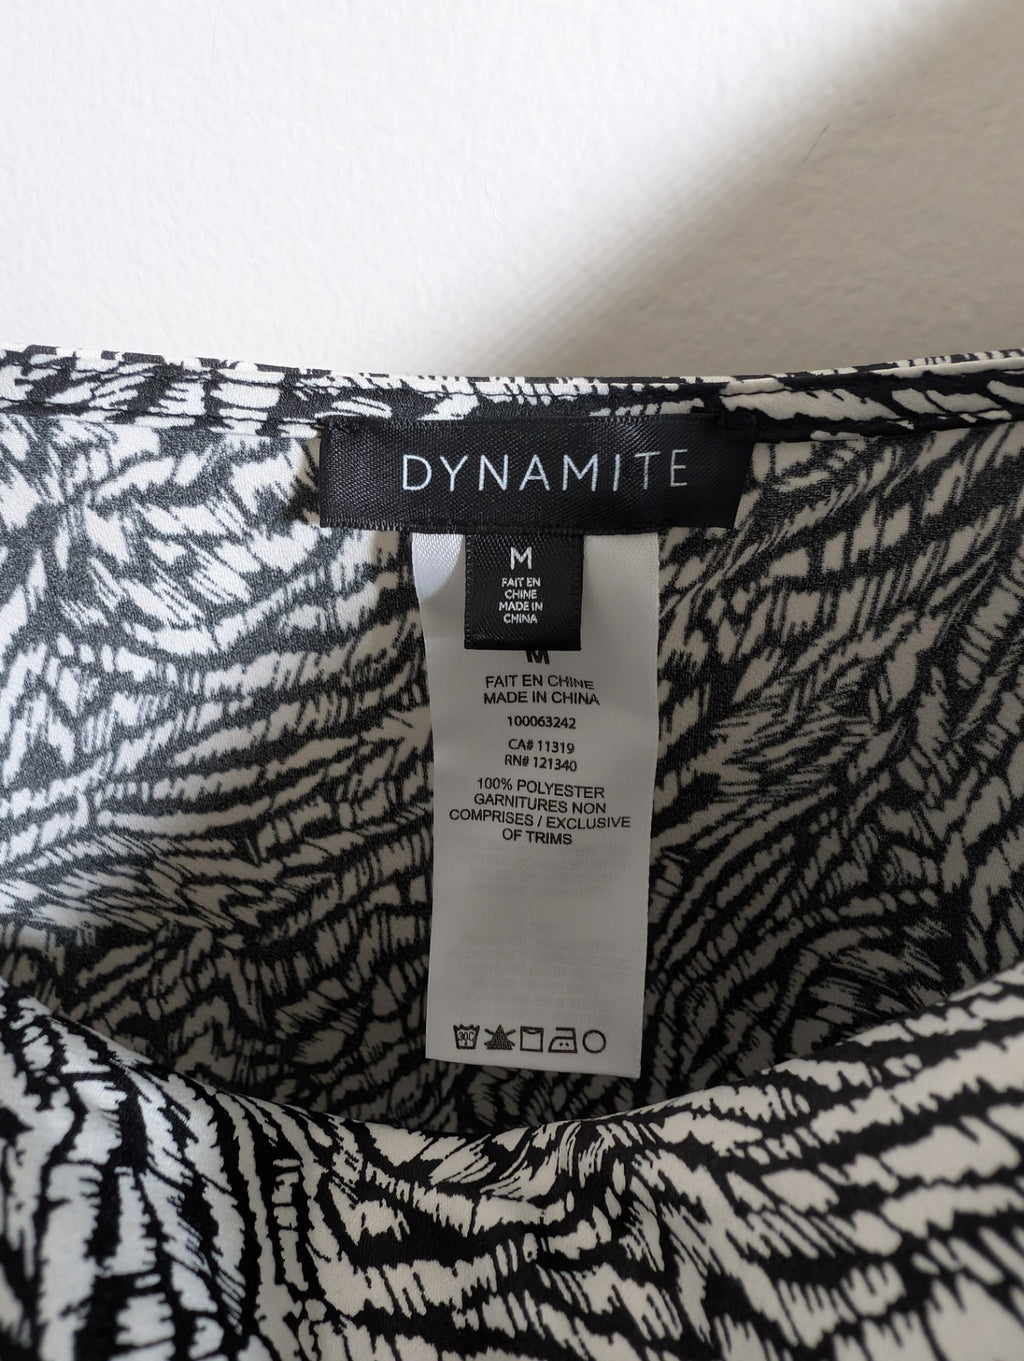 DYNAMITE
M
FAIT EN
CHINE
MADE IN
CHINA
M
FAIT EN CHINE
MADE IN CHINA
100063242
CA# 11319
RN# 121340
100% POLYESTER
GARNITURES NON
COMPRISES / EXCLUSIVE
OF TRIMS
30C